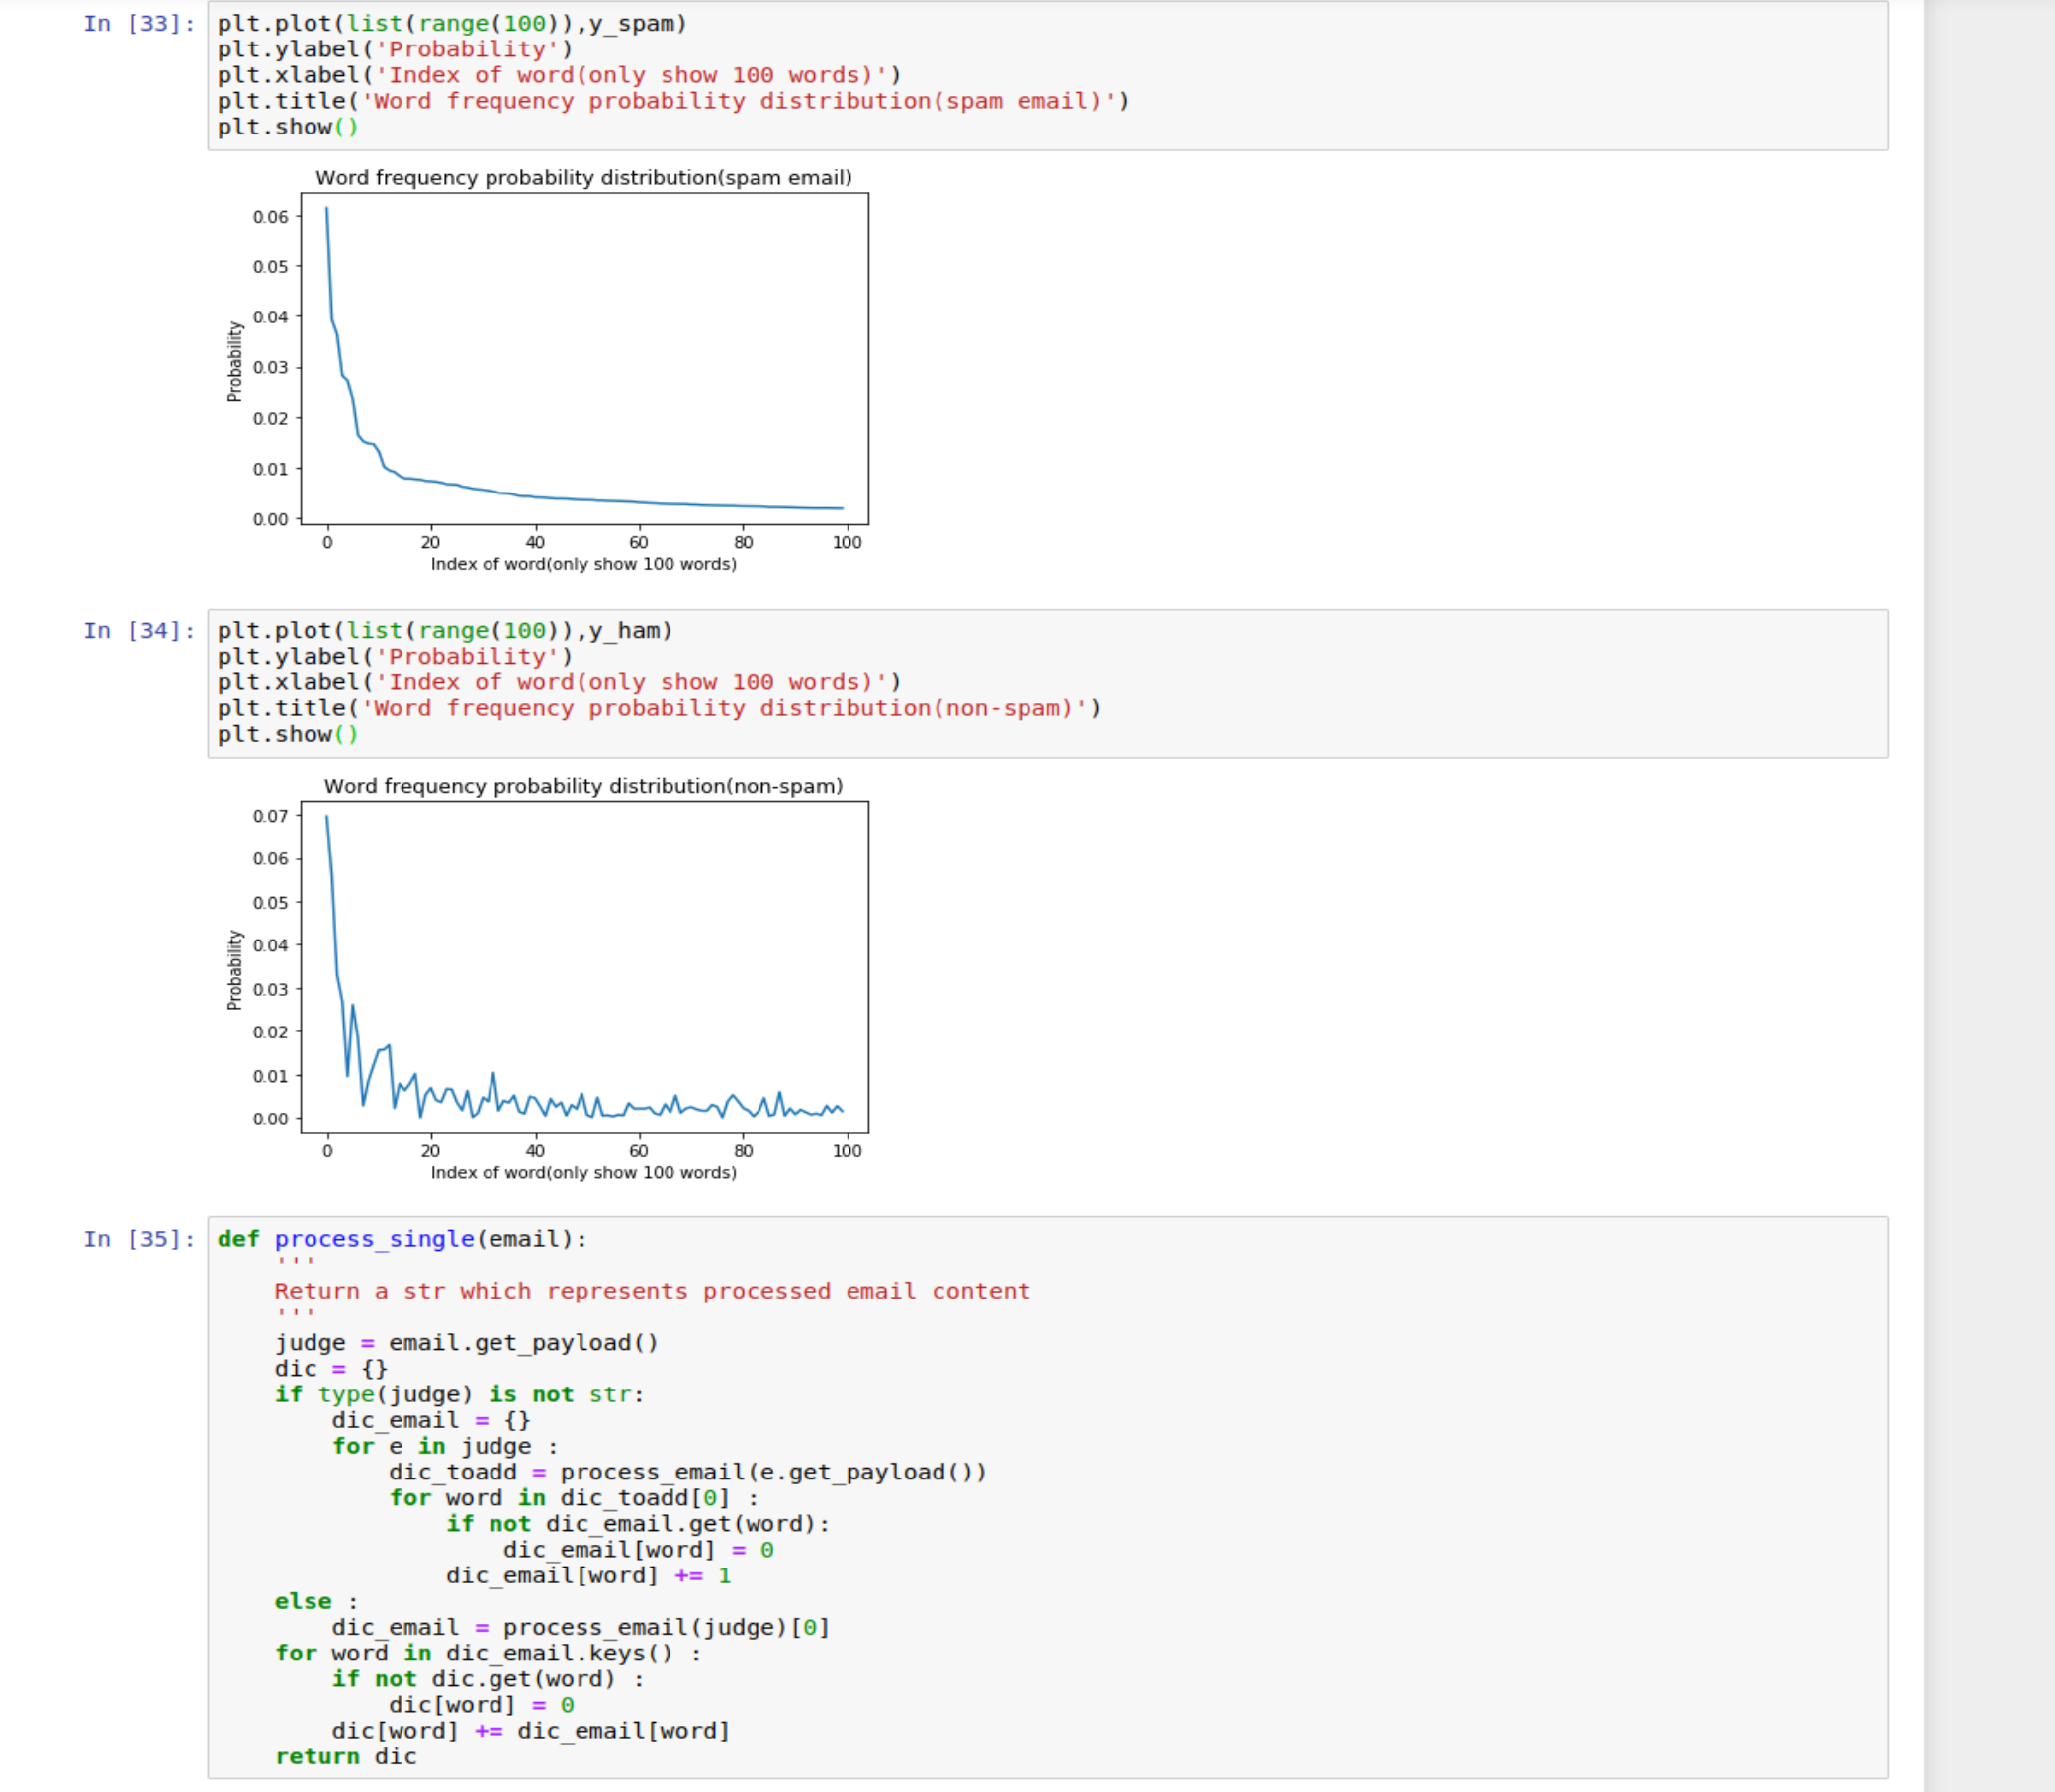 In [33]: plt.plot(list(range(100)),y_spam)
plt.ylabel('Probability')
plt.xlabel('Index of word(only show 100 words)')
plt.title('Word frequency probability distribution(spam email)')
plt.show()
Word frequency probability distribution(spam email)
0.06
0.05
0.04
0.03
0.02
0.01
0.00
Probability
0 20 40 60 80 100
Index of word(only show 100 words)
In [34]: plt.plot(list(range(100)),y_ham)
plt.ylabel('Probability')
plt.xlabel('Index of word(only show 100 words)')
plt.title('Word frequency probability distribution(non-spam)')
plt.show()
Word frequency probability distribution(non-spam)
0.07
0.06
0.05
0.04
0.03
0.02
0.01
0.00
Probability
0 20 40 60 80 100
Index of word(only show 100 words)
In [35]: def process_single(email):
    '''
    Return a str which represents processed email content
    '''
    judge = email.get_payload()
    dic = {}
    if type(judge) is not str:
        dic_email = {}
        for e in judge :
            dic_toadd = process_email(e.get_payload())
            for word in dic_toadd[0] :
                if not dic_email.get(word):
                    dic_email[word] = 0
                dic_email[word] += 1
    else :
        dic_email = process_email(judge)[0]
    for word in dic_email.keys() :
        if not dic.get(word) :
            dic[word] = 0
        dic[word] += dic_email[word]
    return dic